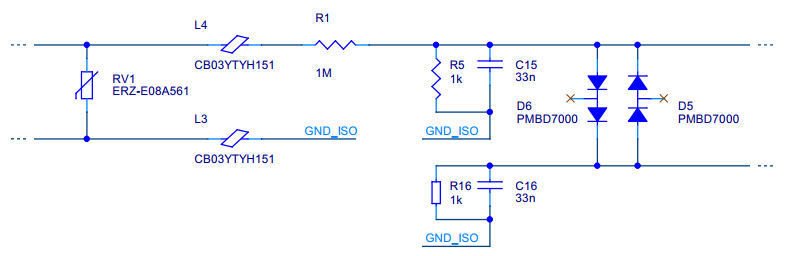 L4
CB03YTYH151
R1
1M
RV1
ERZ-E08A561
L3
CB03YTYH151
GND_ISO
R5
1k
C15
33n
GND_ISO
D6
PMBD7000
D5
PMBD7000
R16
1k
C16
33n
GND_ISO